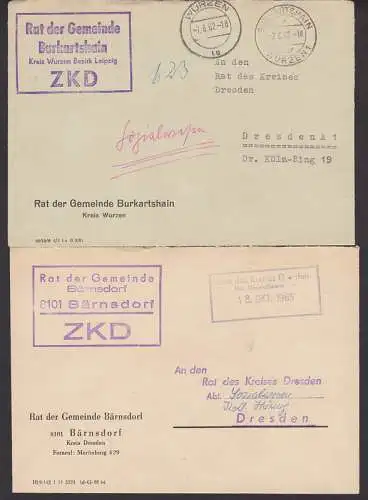 Rat der Gemeinde
Burkartshain
Kreis Wurzen Bezirk Leipzig
ZKD
WURZEN
BURKARTSHAIN
WURZEN 1
An den
Rat des Kreises
Dresden
Sozialwesen
Dresden A 1
Dr. Külz-Ring 19
Rat der Gemeinde Burkartshain
Kreis Wurzen
Rat der Gemeinde
Bärnsdorf
8101 Bärnsdorf
ZKD
18. OKT. 1965
An den
Rat des Kreises Dresden
Abt. Sozialwesen
Dresden
Rat der Gemeinde Bärnsdorf
8101 Bärnsdorf
Kreis Dresden
Fernruf: Moritzburg 429